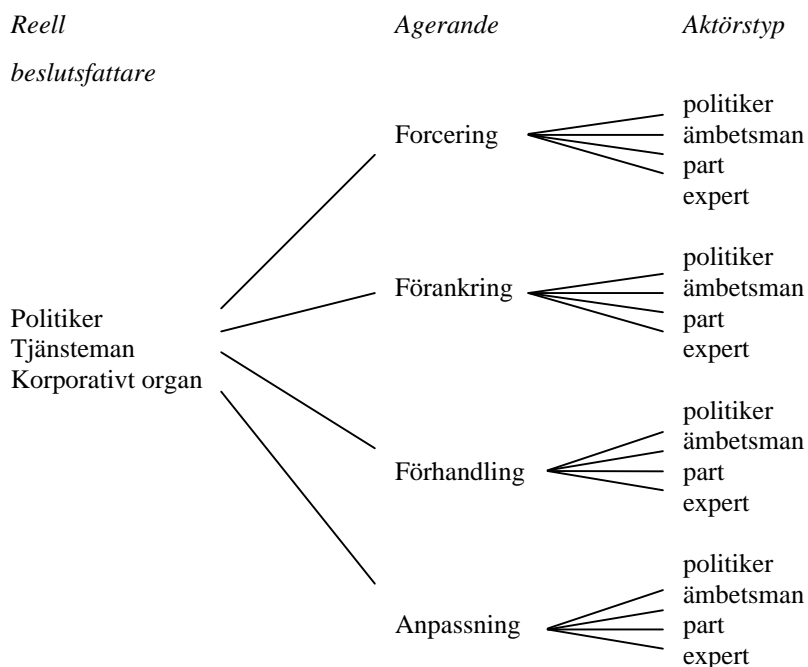 Reell
beslutsfattare
Agerande
Aktörstyp
Politiker
Tjänsteman
Korporativt organ
Forcering
politiker
ämbetsman
part
expert
Förankring
politiker
ämbetsman
part
expert
Förhandling
politiker
ämbetsman
part
expert
Anpassning
politiker
ämbetsman
part
expert